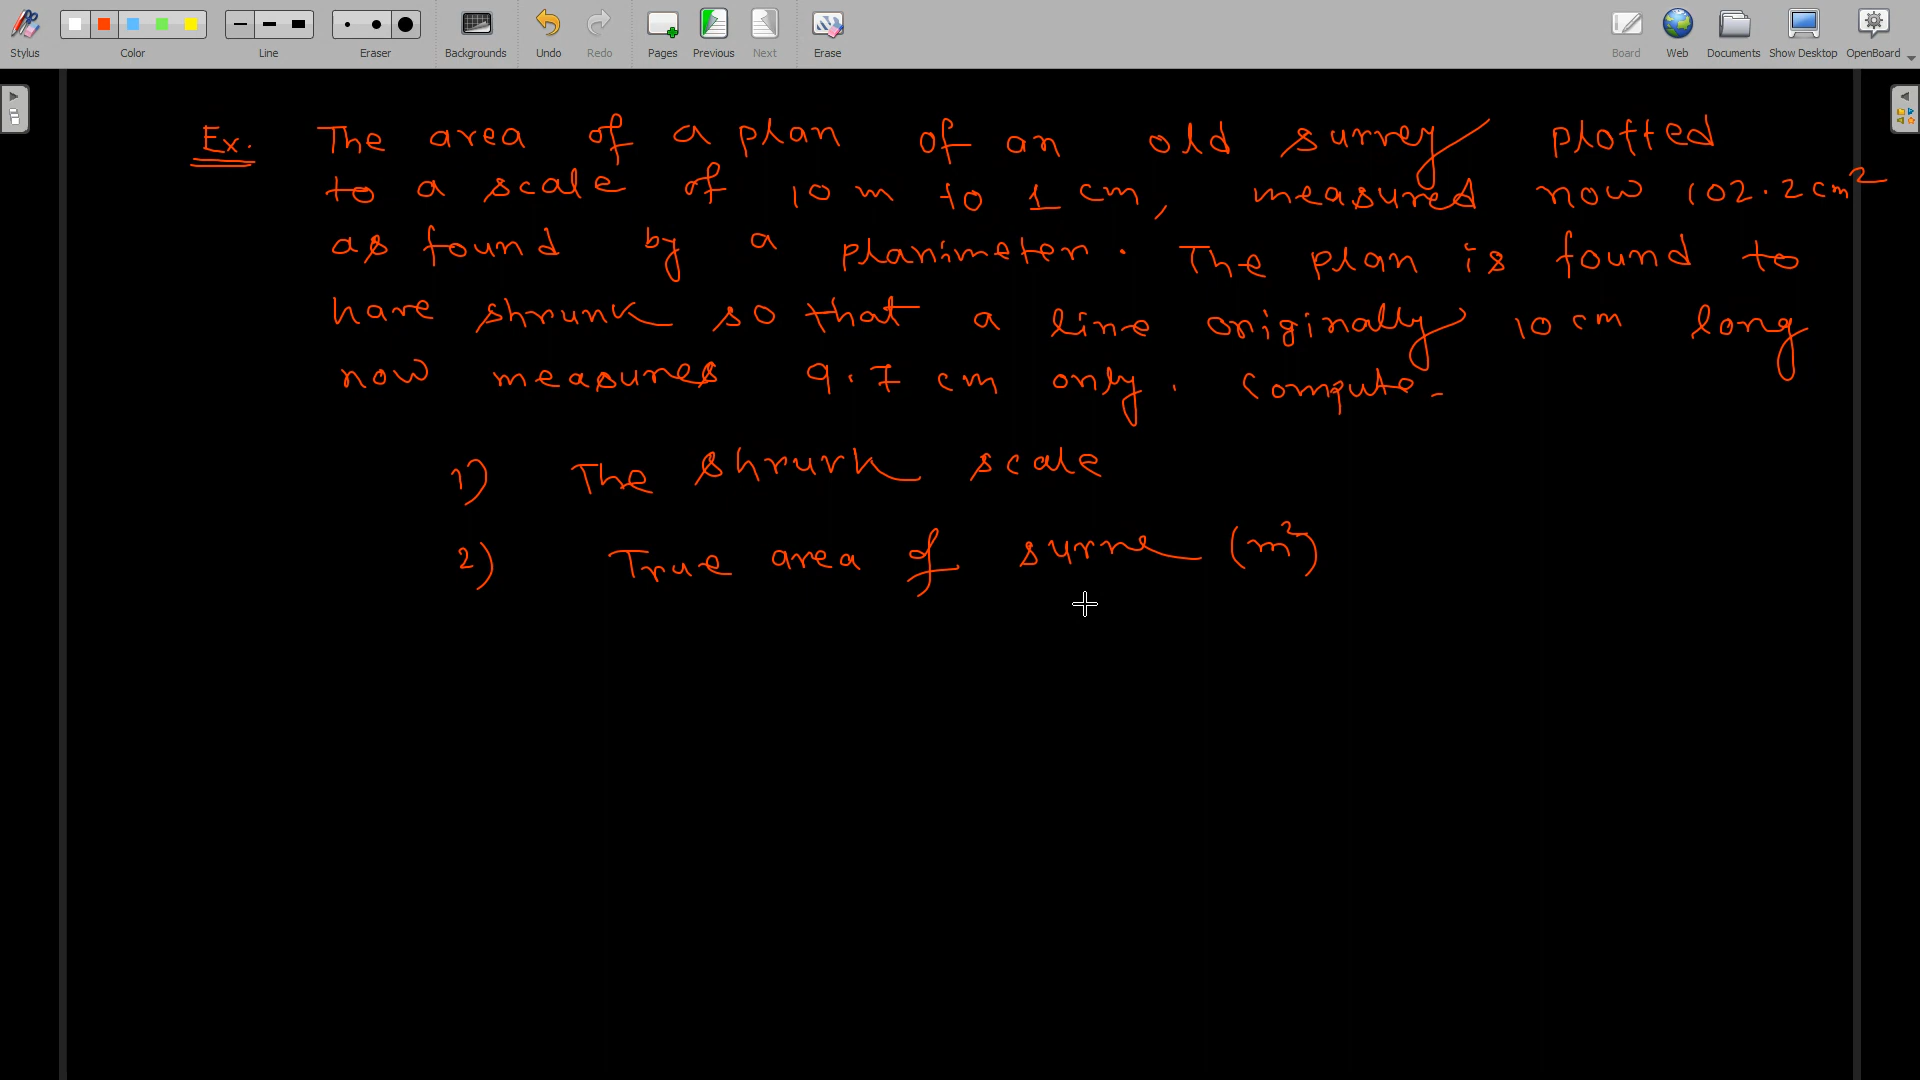 Stylus
Color
Line
Eraser
Backgrounds
Undo
Redo
Pages
Previous
Next
Erase
Board
Web
Documents
Show Desktop
OpenBoard
Ex. The area of a plan of an old survey plotted
to a scale of 10 m to 1 cm, measured now 102.2 cm²
as found by a planimeter. The plan is found to
have shrunk so that a line originally 10 cm long
now measures 9.7 cm only. Compute -
1) The shrunk scale
2) True area of surve (m²)